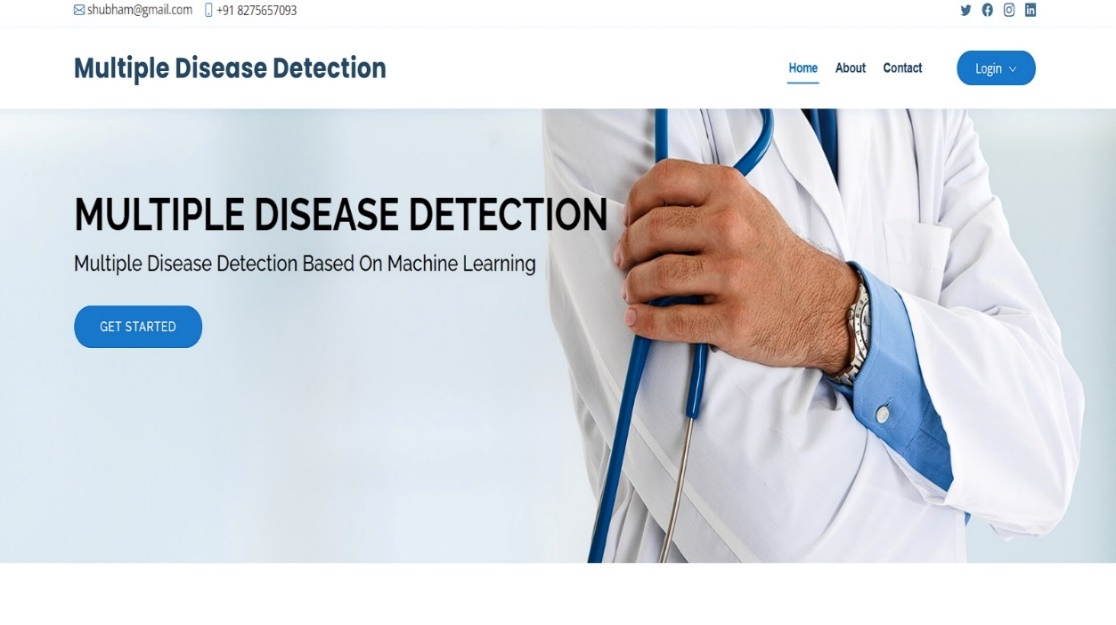 shubham@gmail.com +91 8275657093
Multiple Disease Detection
Home About Contact Login
MULTIPLE DISEASE DETECTION
Multiple Disease Detection Based On Machine Learning
GET STARTED